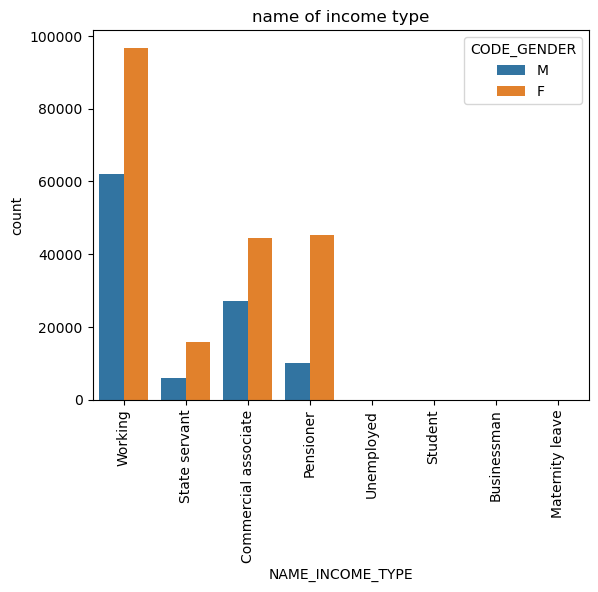 name of income type
CODE_GENDER
M
F
100000
80000
60000
40000
20000
0
count
Working
State servant
Commercial associate
Pensioner
Unemployed
Student
Businessman
Maternity leave
NAME_INCOME_TYPE